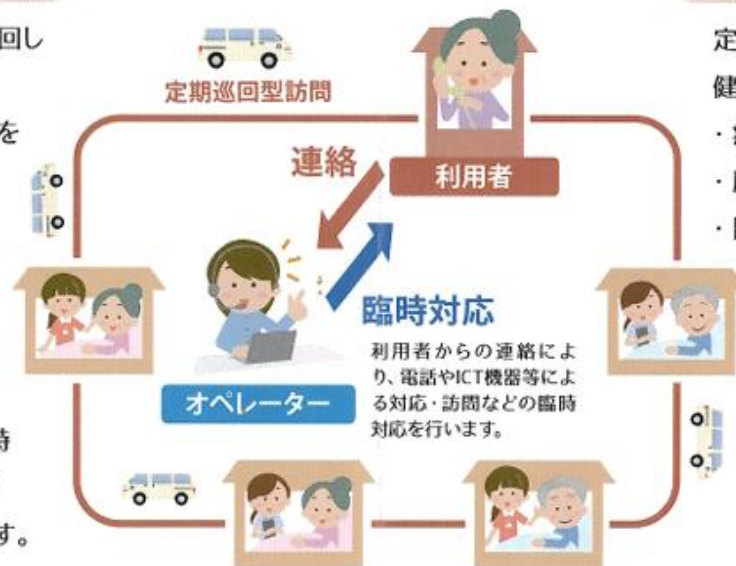 回し
を
時
す。
定期巡回型訪問
利用者
連絡
臨時対応
利用者からの連絡によ
り、電話やICT機器等によ
る対応・訪問などの臨時
対応を行います。
オペレーター
定
健